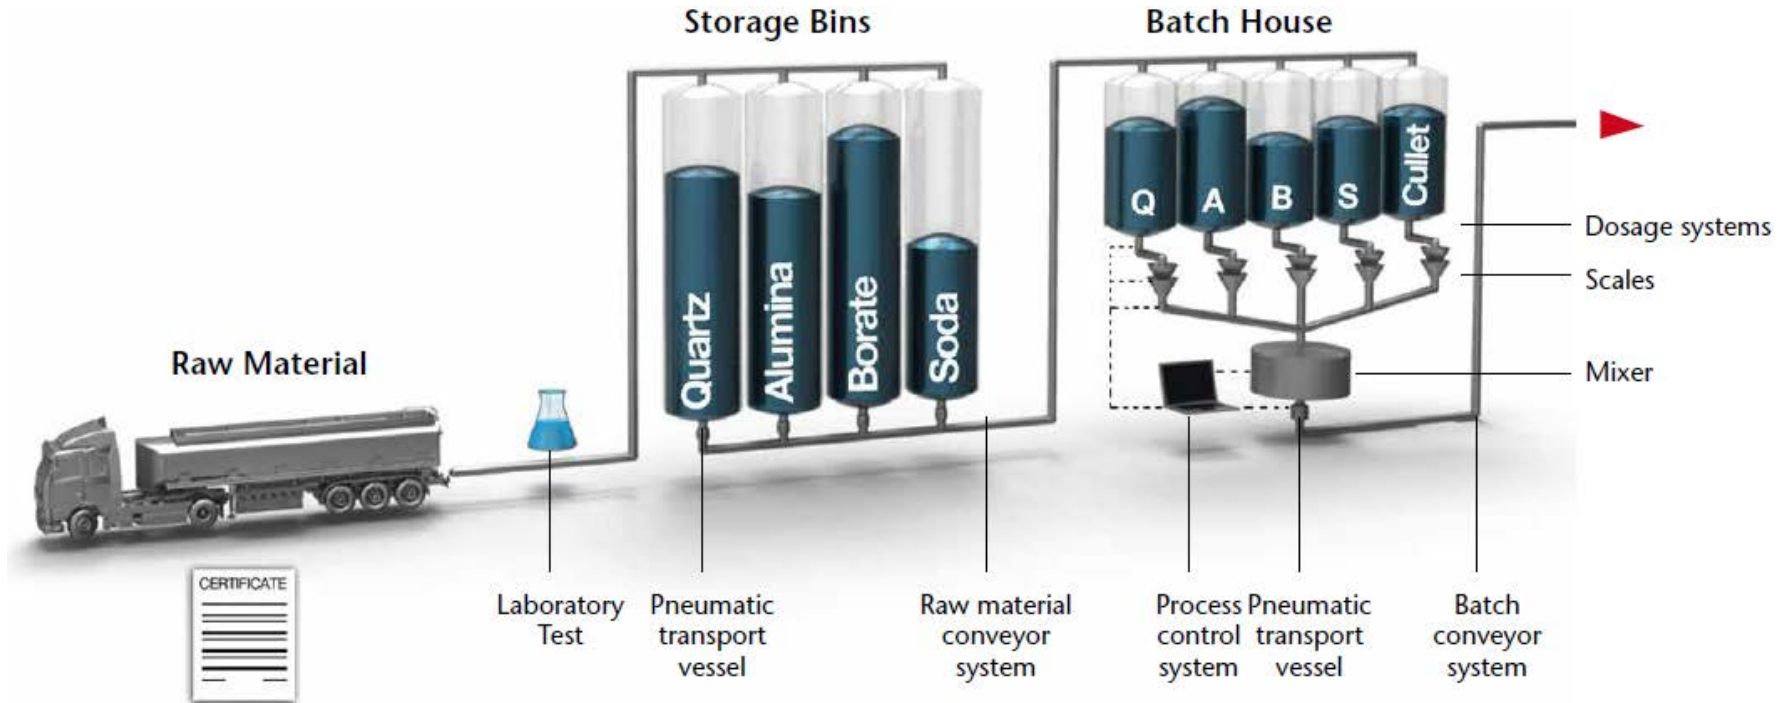 Storage Bins
Batch House
Raw Material
Quartz
Alumina
Borate
Soda
Q
A
B
S
Cullet
Dosage systems
Scales
Mixer
CERTIFICATE
Laboratory
Test
Pneumatic
transport
vessel
Raw material
conveyor
system
Process
control
system
Pneumatic
transport
vessel
Batch
conveyor
system